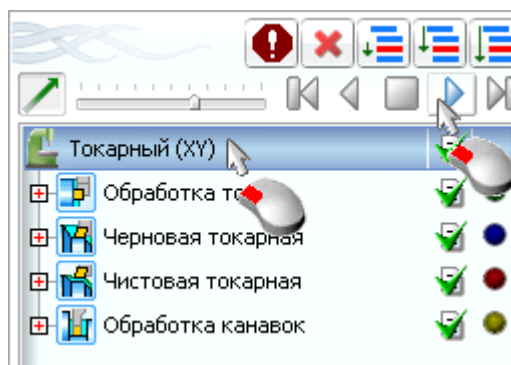 Токарный (XY)
Обработка
Черновая токарная
Чистовая токарная
Обработка канавок